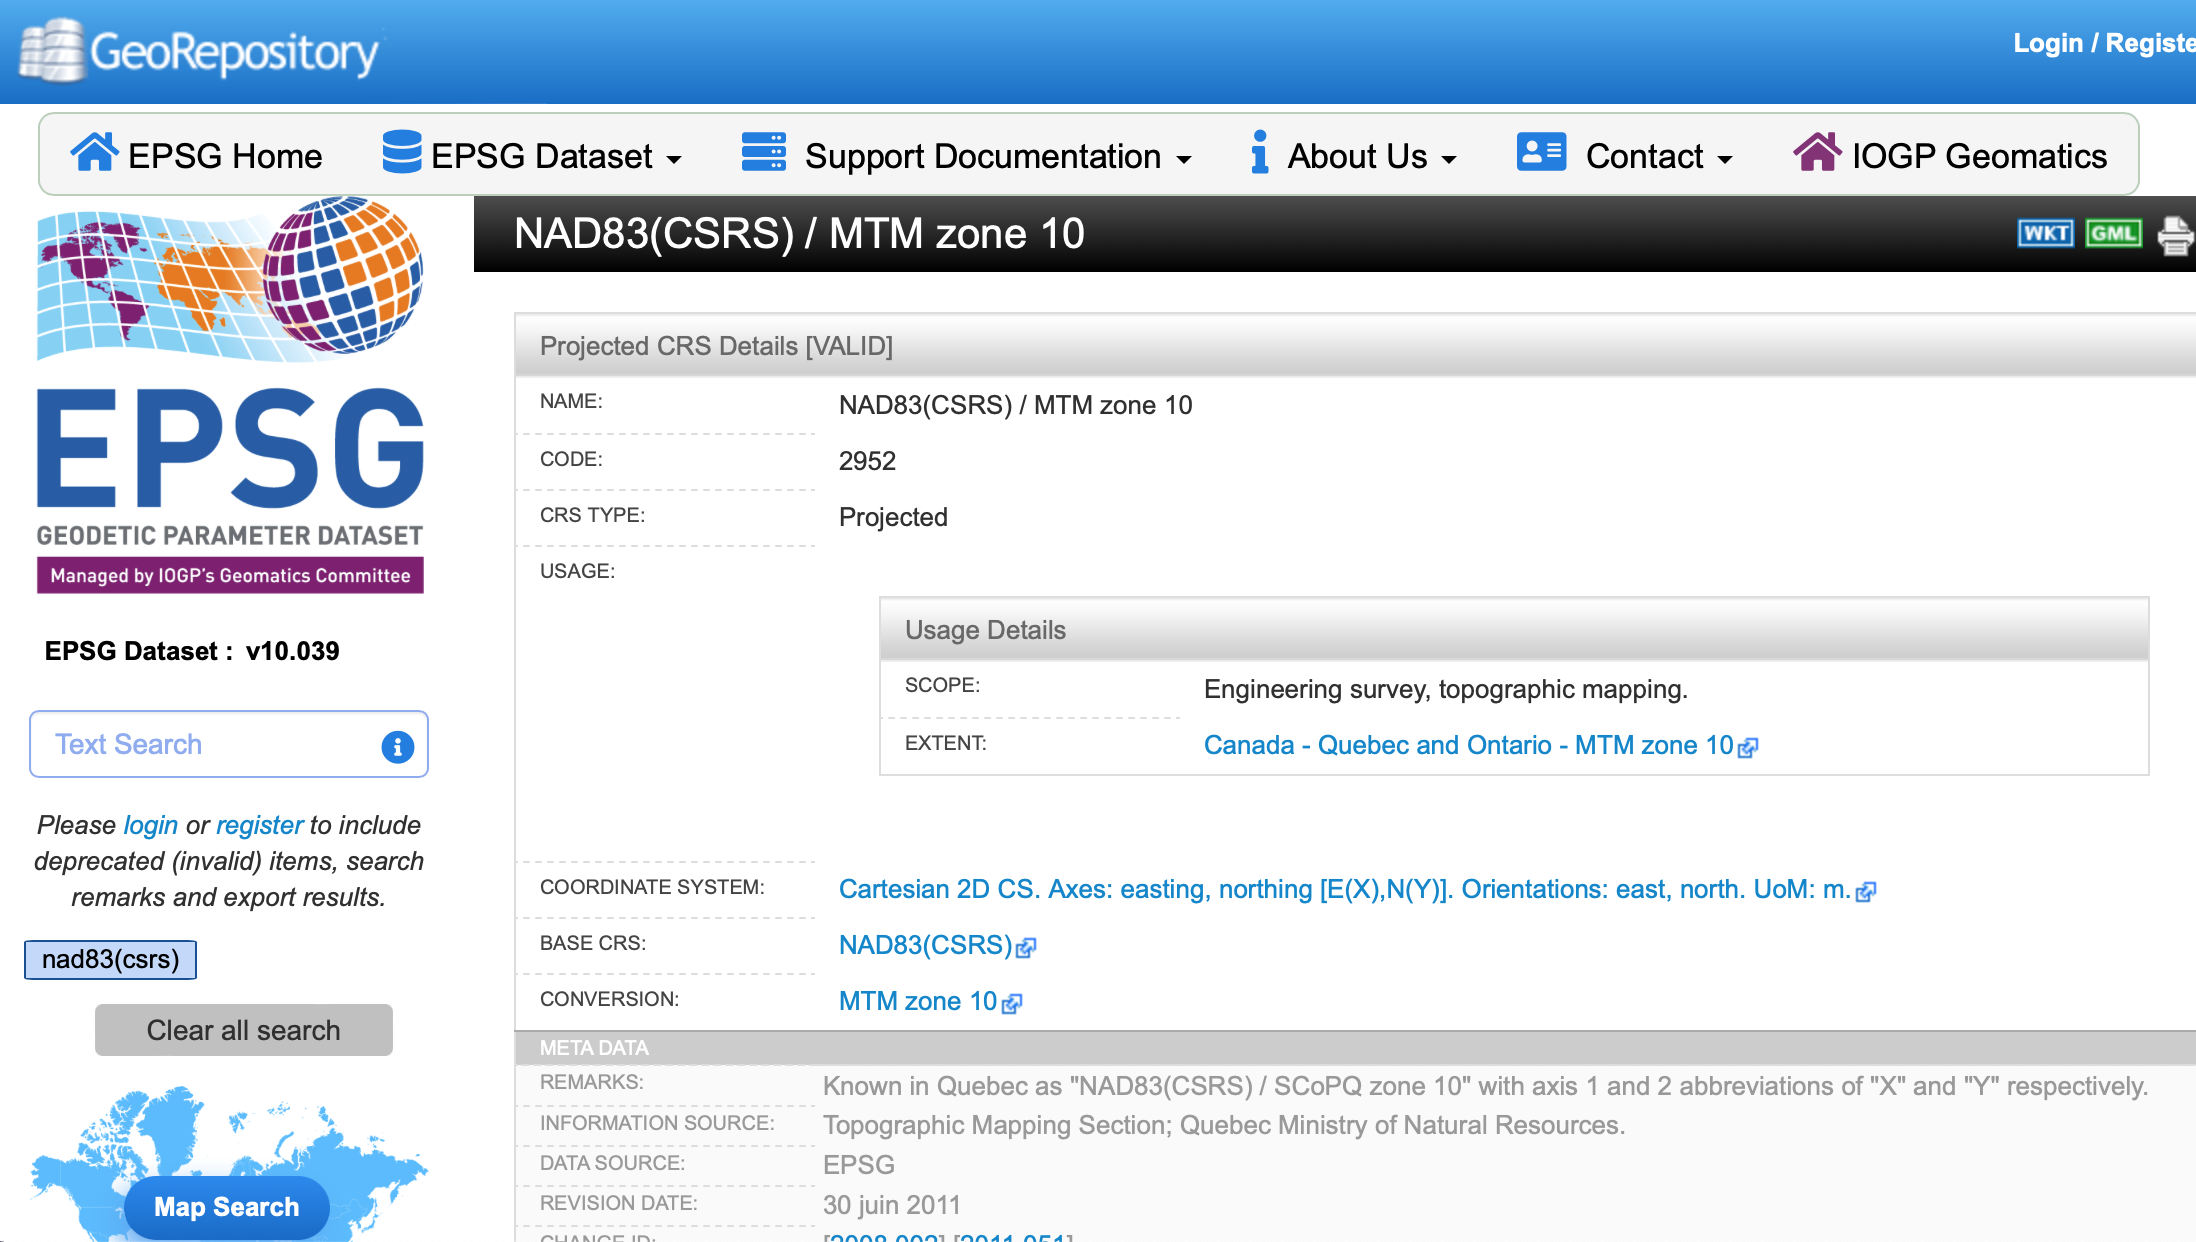 GeoRepository
Login / Registe
EPSG Home
EPSG Dataset
Support Documentation
About Us
Contact
IOGP Geomatics
NAD83(CSRS) / MTM zone 10
WKT
GML
EPSG
GEODETIC PARAMETER DATASET
Managed by IOGP's Geomatics Committee
EPSG Dataset : v10.039
Text Search
Please login or register to include
deprecated (invalid) items, search
remarks and export results.
nad83(csrs)
Clear all search
Map Search
Projected CRS Details [VALID]
NAME: NAD83(CSRS) / MTM zone 10
CODE: 2952
CRS TYPE: Projected
USAGE:
Usage Details
SCOPE: Engineering survey, topographic mapping.
EXTENT: Canada - Quebec and Ontario - MTM zone 10
COORDINATE SYSTEM: Cartesian 2D CS. Axes: easting, northing [E(X),N(Y)]. Orientations: east, north. UoM: m.
BASE CRS: NAD83(CSRS)
CONVERSION: MTM zone 10
META DATA
REMARKS: Known in Quebec as "NAD83(CSRS) / SCoPQ zone 10" with axis 1 and 2 abbreviations of "X" and "Y" respectively.
INFORMATION SOURCE: Topographic Mapping Section; Quebec Ministry of Natural Resources.
DATA SOURCE: EPSG
REVISION DATE: 30 juin 2011
CHANGE ID: [2008.002] [2011.051]